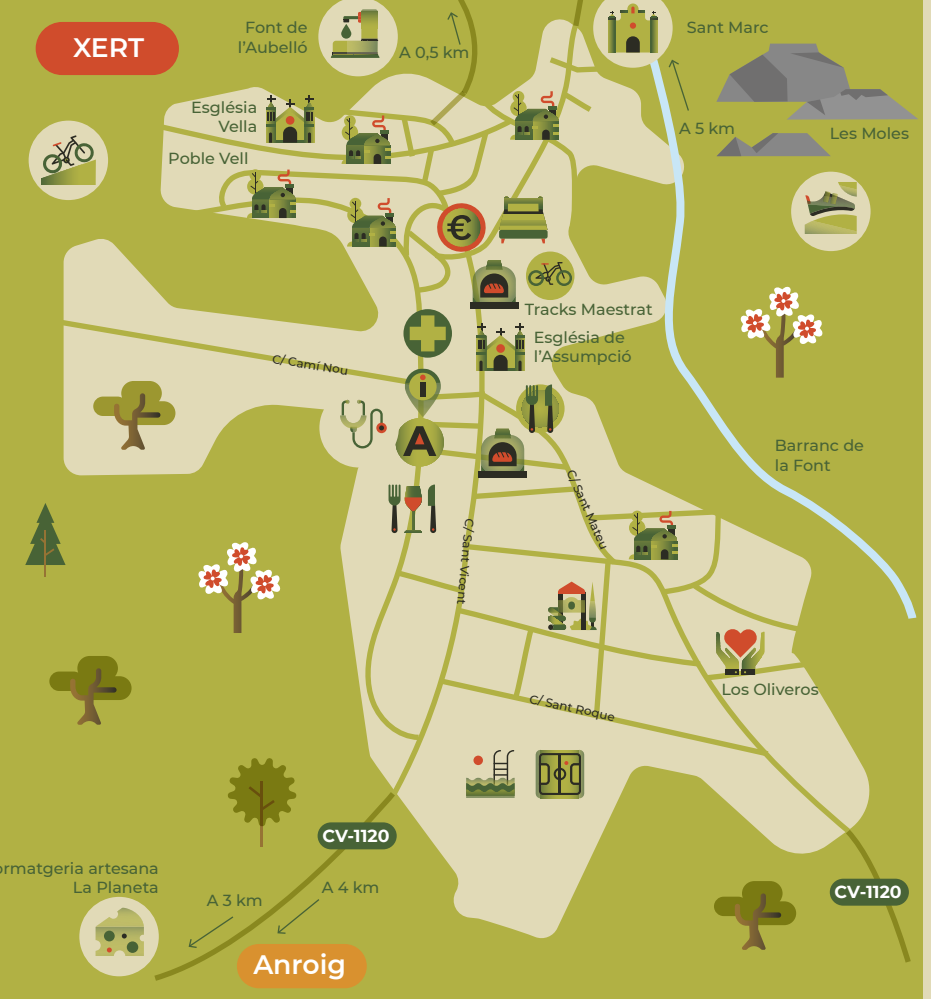 XERT
Font de
l'Aubelló
A 0,5 km
Sant Marc
A 5 km
Les Moles
Església
Vella
Poble Vell
€
Tracks Maestrat
Església de
l'Assumpció
C/ Camí Nou
i
A
Barranc de
la Font
C/ Sant Mateu
C/ Sant Vicent
Los Oliveros
C/ Sant Roque
CV-1120
ormatgeria artesana
La Planeta
A 3 km
A 4 km
CV-1120
Anroig